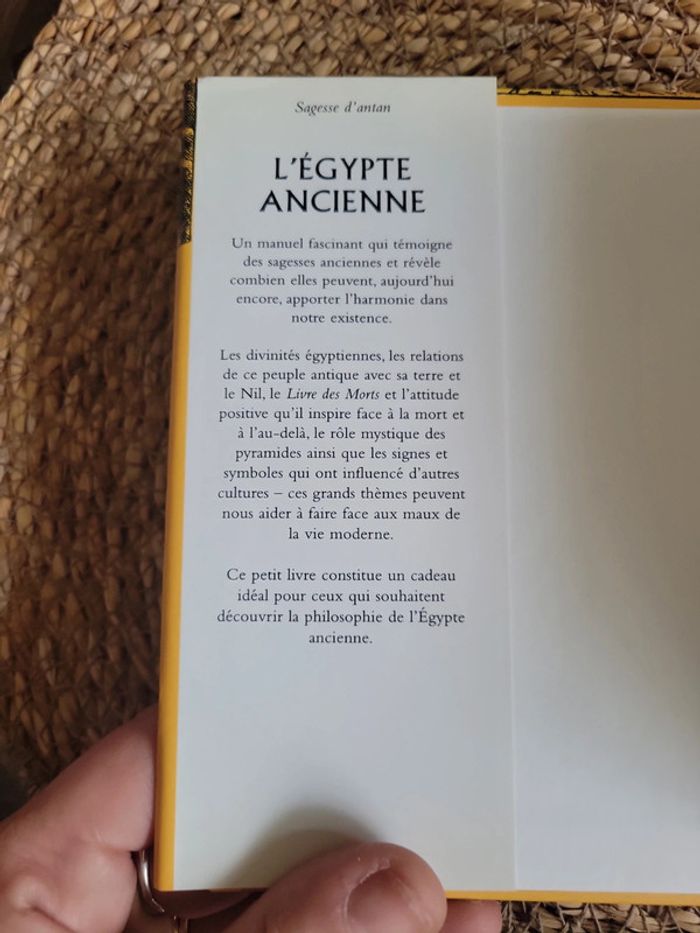 Sagesse d'antan
L'ÉGYPTE
ANCIENNE
Un manuel fascinant qui témoigne
des sagesses anciennes et révèle
combien elles peuvent, aujourd'hui
encore, apporter l'harmonie dans
notre existence.
Les divinités égyptiennes, les relations
de ce peuple antique avec sa terre et
le Nil, le Livre des Morts et l'attitude
positive qu'il inspire face à la mort et
à l'au-delà, le rôle mystique des
pyramides ainsi que les signes et
symboles qui ont influencé d'autres
cultures – ces grands thèmes peuvent
nous aider à faire face aux maux de
la vie moderne.
Ce petit livre constitue un cadeau
idéal pour ceux qui souhaitent
découvrir la philosophie de l'Égypte
ancienne.